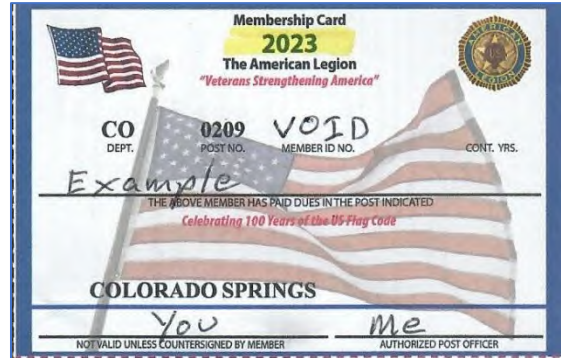 Membership Card
2023
The American Legion
"Veterans Strengthening America"
AMERICAN LEGION
CO 0209 VOID
DEPT. POST NO. MEMBER ID NO. CONT. YRS.
Example
THE ABOVE MEMBER HAS PAID DUES IN THE POST INDICATED
Celebrating 100 Years of the US Flag Code
COLORADO SPRINGS
You Me
NOT VALID UNLESS COUNTERSIGNED BY MEMBER AUTHORIZED POST OFFICER